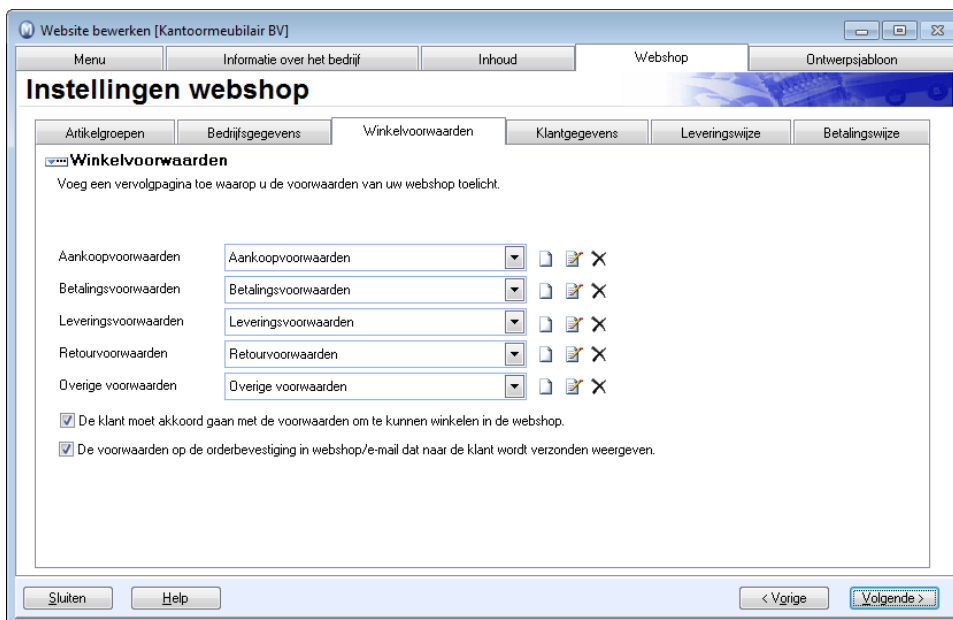 Website bewerken [Kantoormeubilair BV]
Menu Informatie over het bedrijf Inhoud Webshop Ontwerpsjabloon
Instellingen webshop
Artikelgroepen Bedrijfsgegevens Winkelvoorwaarden Klantgegevens Leveringswijze Betalingswijze
Winkelvoorwaarden
Voeg een vervolgpagina toe waarop u de voorwaarden van uw webshop toelicht.
Aankoopvoorwaarden Aankoopvoorwaarden
Betalingsvoorwaarden Betalingsvoorwaarden
Leveringsvoorwaarden Leveringsvoorwaarden
Retourvoorwaarden Retourvoorwaarden
Overige voorwaarden Overige voorwaarden
De klant moet akkoord gaan met de voorwaarden om te kunnen winkelen in de webshop.
De voorwaarden op de orderbevestiging in webshop/e-mail dat naar de klant wordt verzonden weergeven.
Sluiten Help < Vorige Volgende >